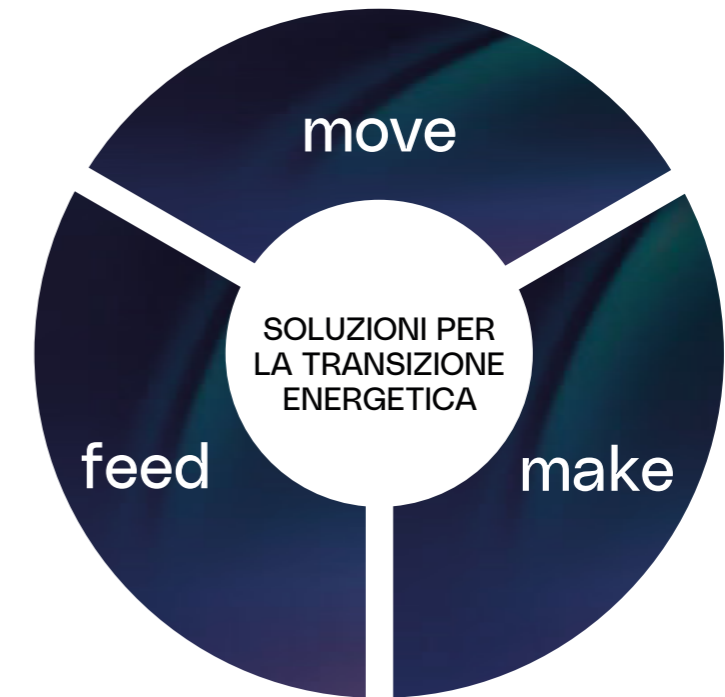 move
SOLUZIONI PER
LA TRANSIZIONE
ENERGETICA
feed
make